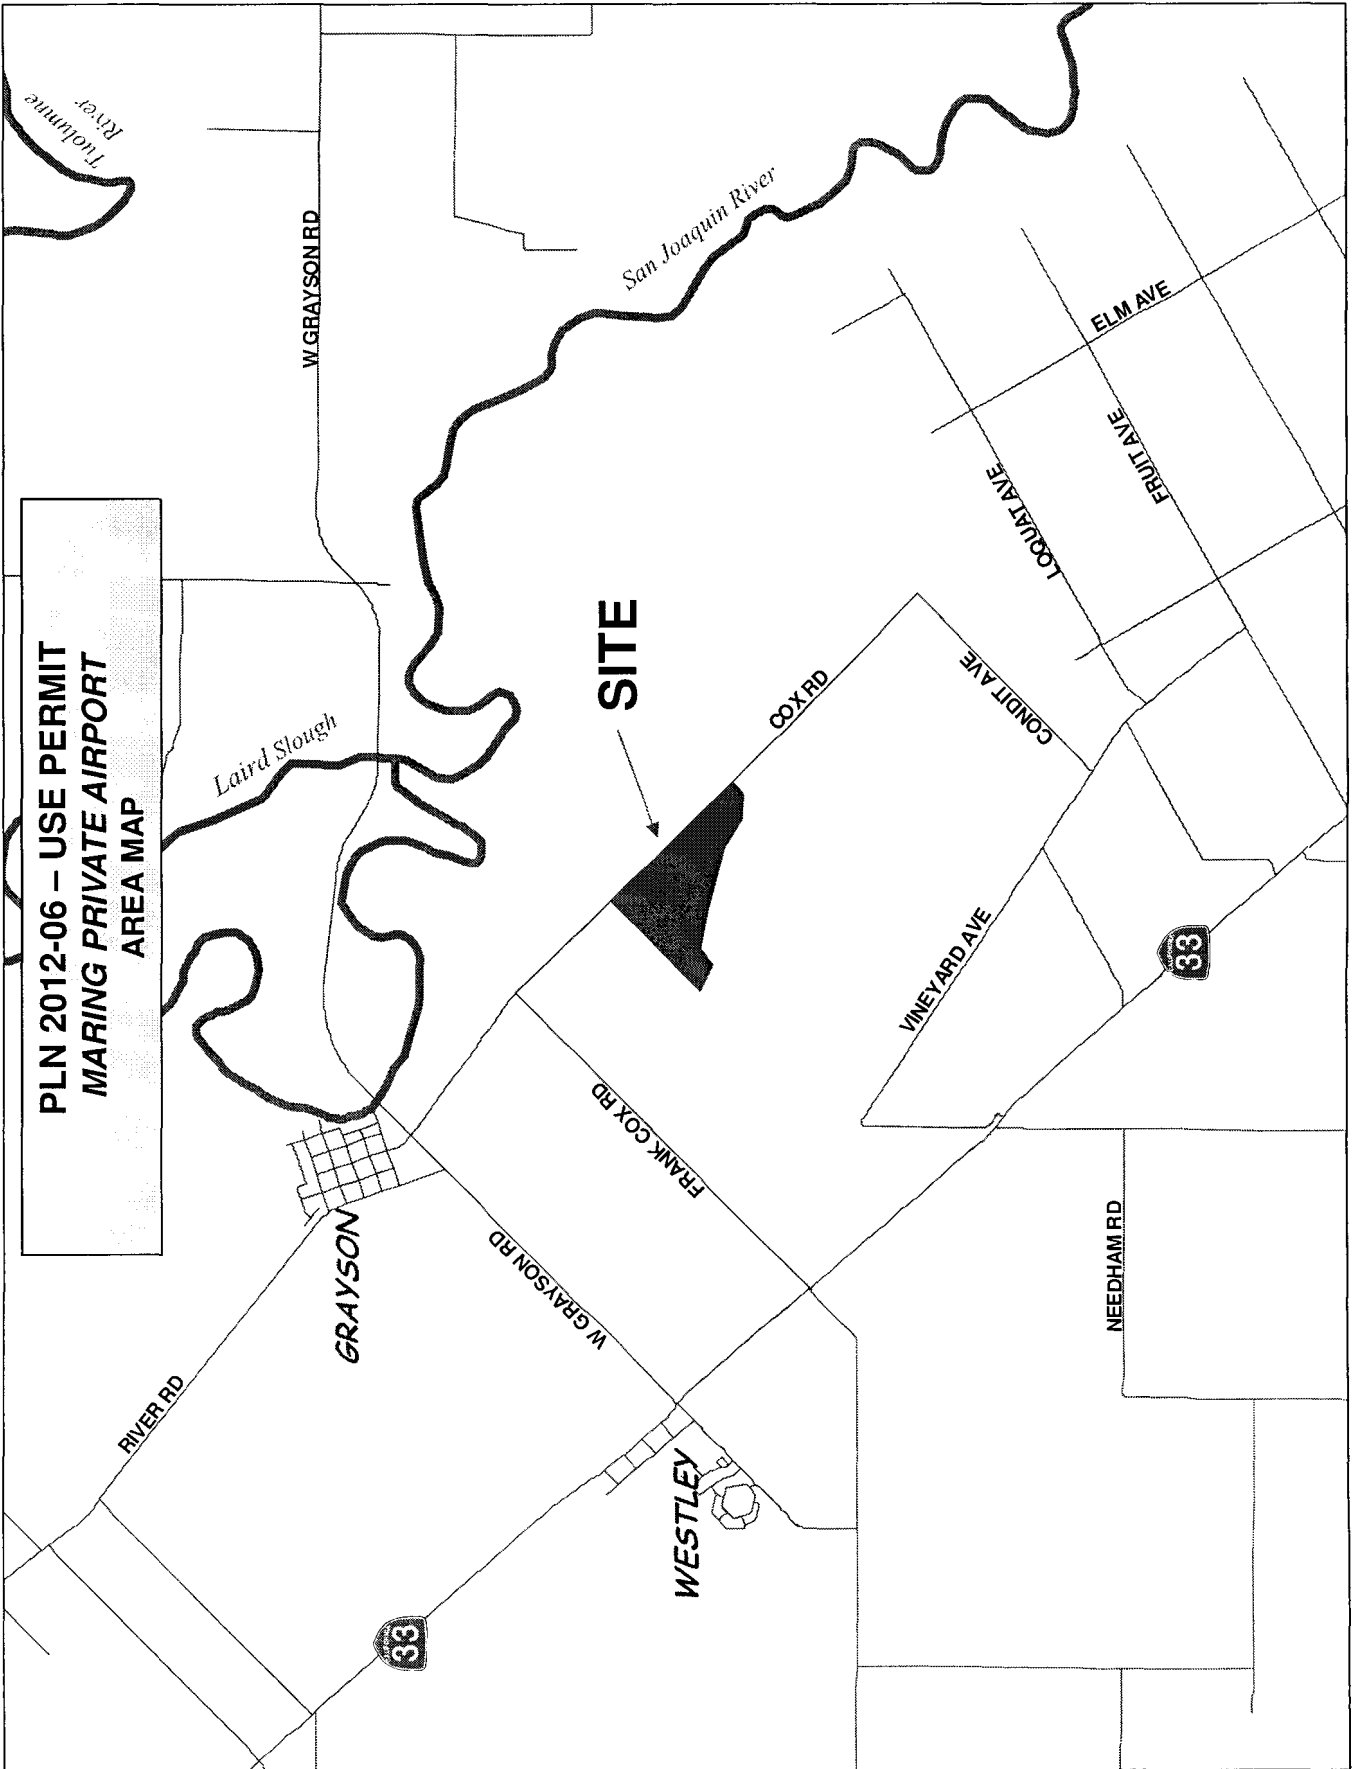 PLN 2012-06 – USE PERMIT
MARING PRIVATE AIRPORT
AREA MAP
Tuolumne
River
W GRAYSON RD
San Joaquin River
Laird Slough
RIVER RD
GRAYSON
SITE
W GRAYSON RD
FRANK COX RD
COX RD
33
WESTLEY
VINEYARD AVE
CONDIT AVE
LOQUAT AVE
FRUIT AVE
ELM AVE
NEEDHAM RD
33